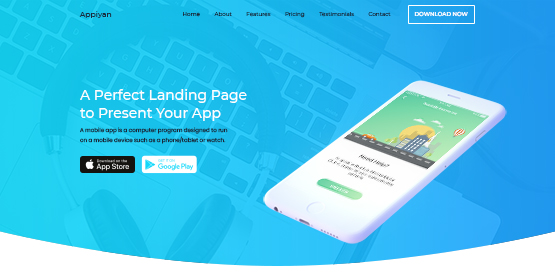 Appiyan
Home About Features Pricing Testimonials Contact DOWNLOAD NOW
A Perfect Landing Page
to Present Your App
A mobile app is a computer program designed to run
on a mobile device such as a phone/tablet or watch.
Download on the
App Store
GET IT ON
Google Play
Need Help?